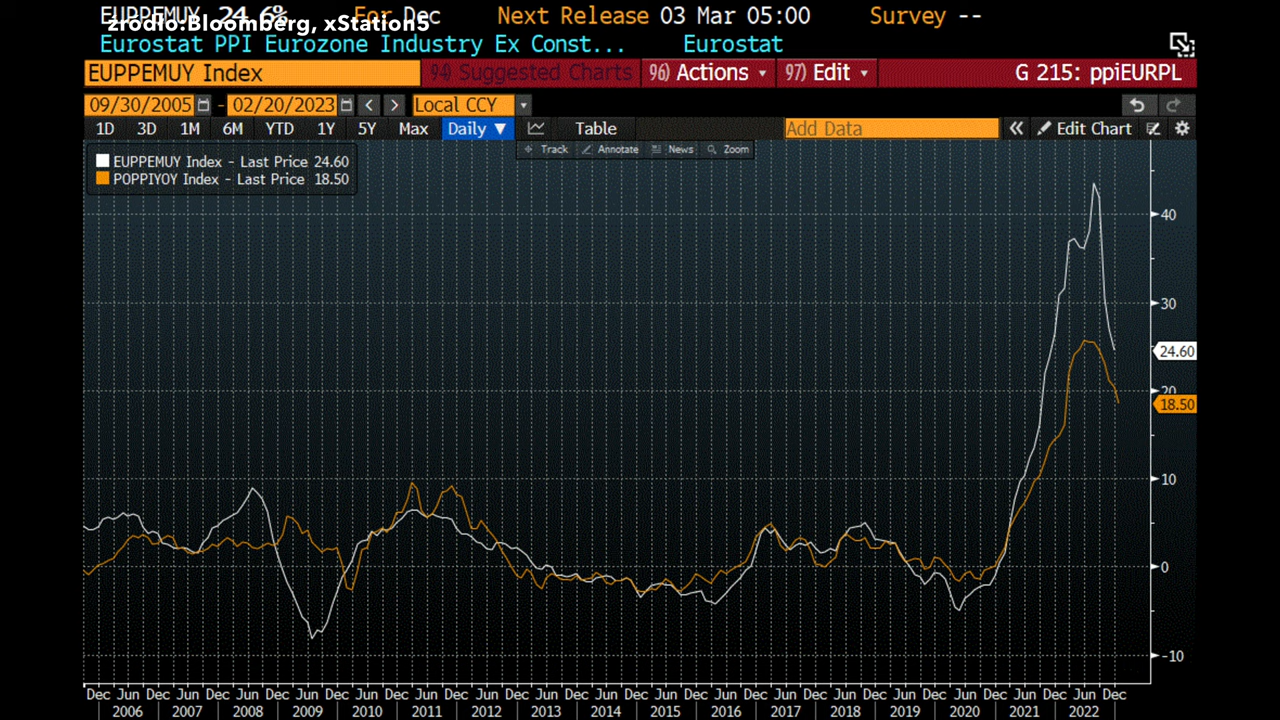 EUPPEMUY 24.6% For Dec Next Release 03 Mar 05:00 Survey --
źródło:Bloomberg, xStation5
Eurostat PPI Eurozone Industry Ex Const... Eurostat
EUPPEMUY Index 94) Suggested Charts 96) Actions 97) Edit G 215: ppiEURPL
09/30/2005 - 02/20/2023 < > Local CCY
1D 3D 1M 6M YTD 1Y 5Y Max Daily ▼ Table Add Data « Edit Chart
Track Annotate News Zoom
EUPPEMUY Index - Last Price 24.60
POPPIYOY Index - Last Price 18.50
40
30
24.60
20
18.50
10
0
-10
Dec Jun Dec Jun Dec Jun Dec Jun Dec Jun Dec Jun Dec Jun Dec Jun Dec Jun Dec Jun Dec Jun Dec Jun Dec Jun Dec Jun Dec Jun Dec Jun Dec Jun Dec
2006 2007 2008 2009 2010 2011 2012 2013 2014 2015 2016 2017 2018 2019 2020 2021 2022